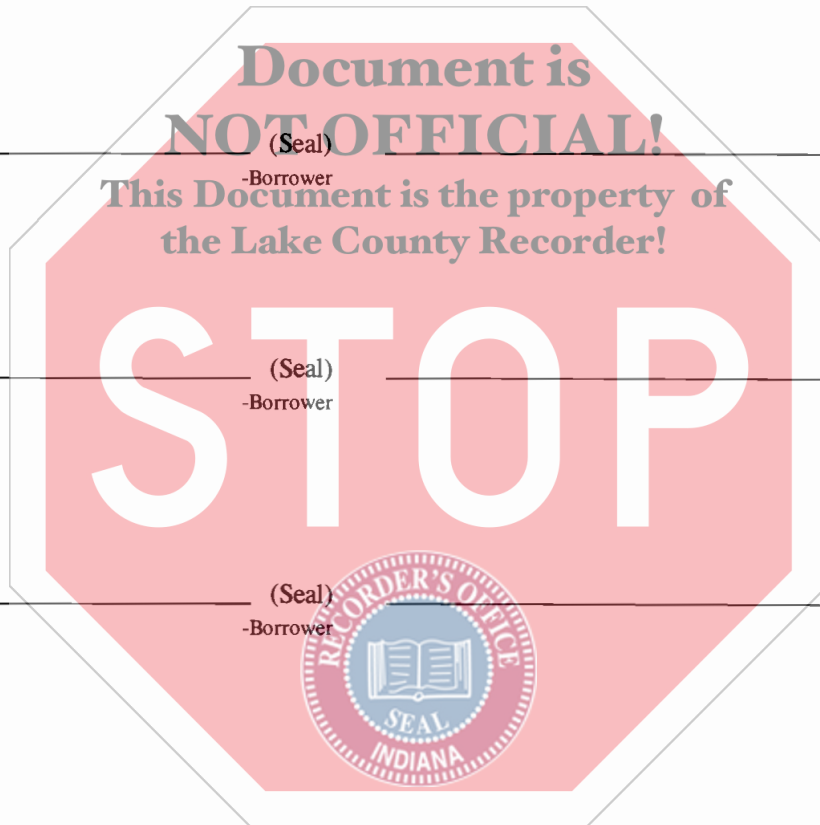 Document is
NOT OFFICIAL!
(Seal)
-Borrower
This Document is the property of
the Lake County Recorder!
STOP
(Seal)
-Borrower
(Seal)
-Borrower
RECORDER'S OFFICE
SEAL
INDIANA